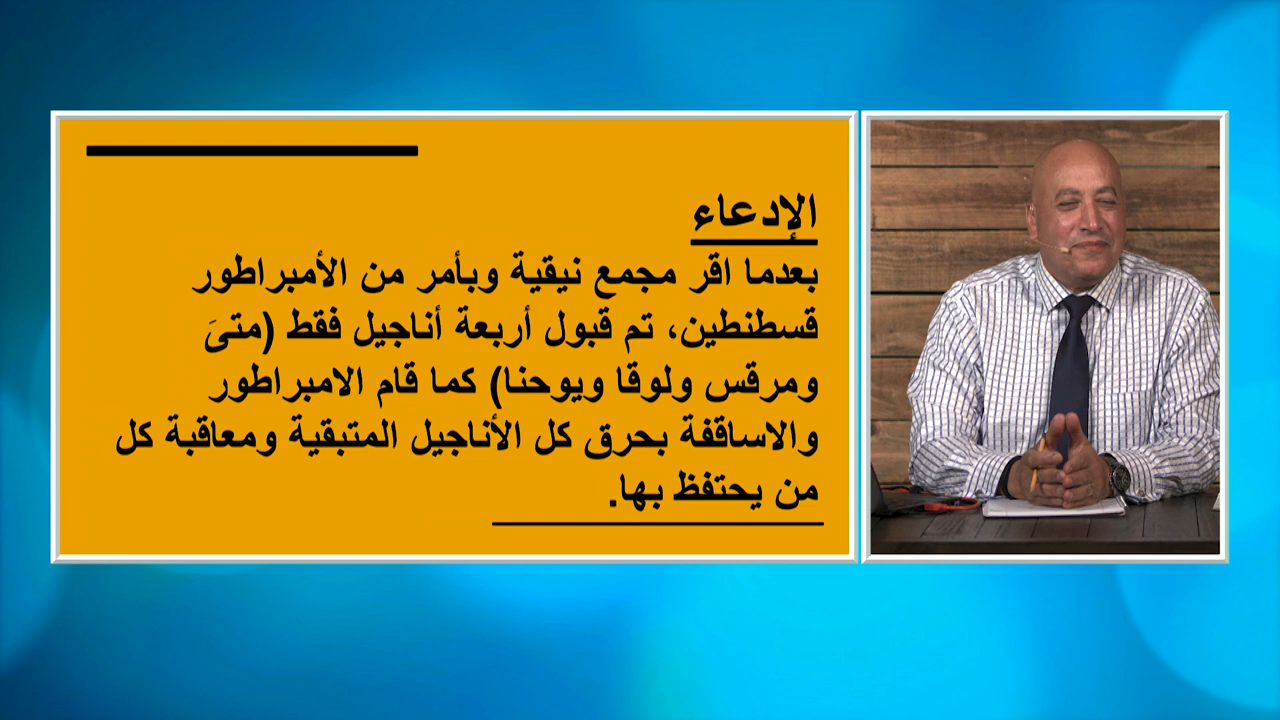 الإدعاء
بعدما اقر مجمع نيقية وبأمر من الأمبراطور
قسطنطين، تم قبول أربعة أناجيل فقط (متىَ
ومرقس ولوقا ويوحنا) كما قام الامبراطور
والاساقفة بحرق كل الأناجيل المتبقية ومعاقبة كل
من يحتفظ بها.